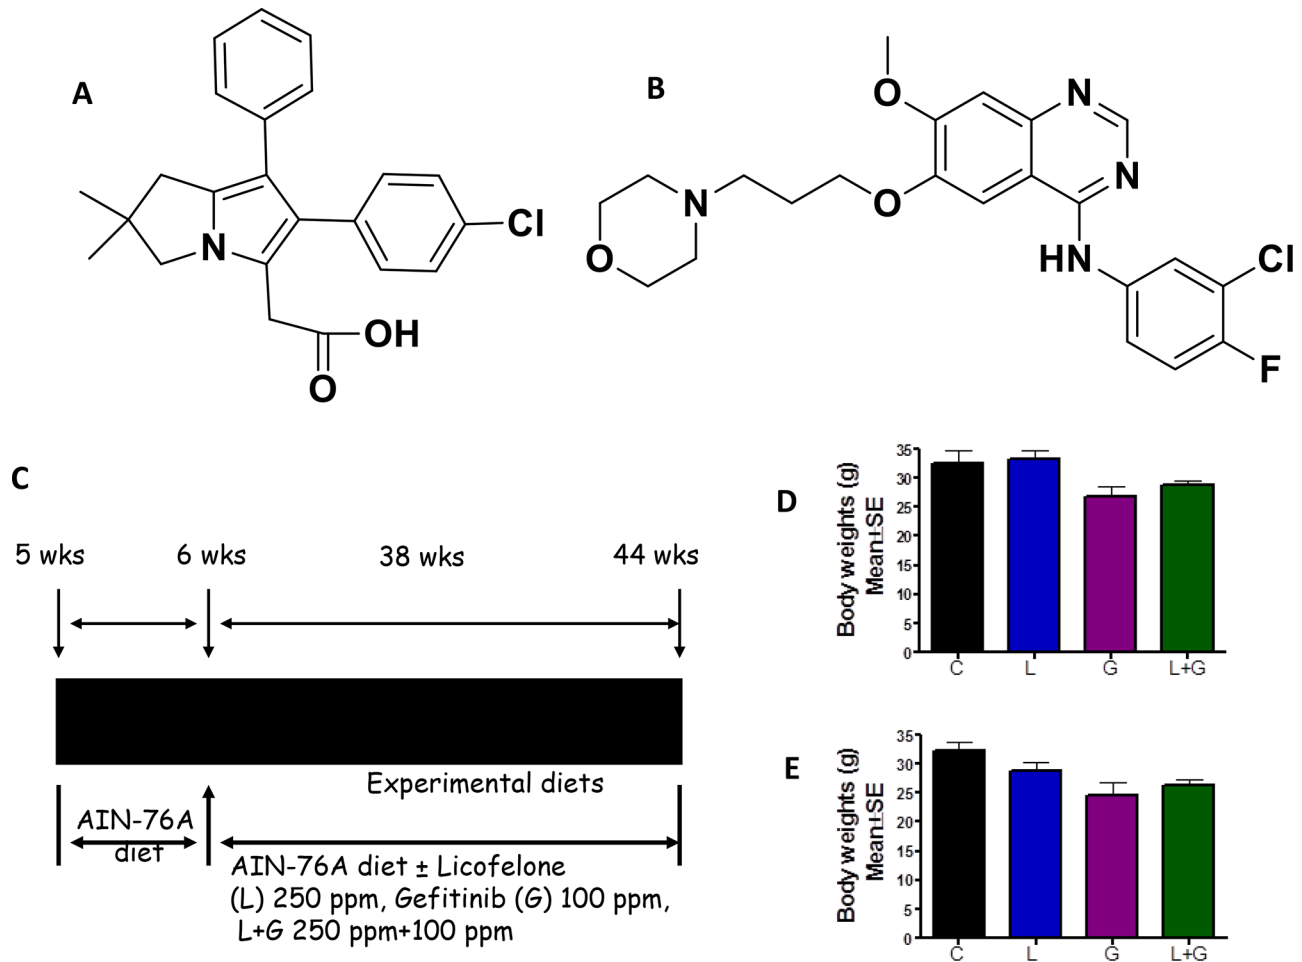 A
N
Cl
OH
O
B
O
N
N
N
O
O
HN
Cl
F
C
5 wks
6 wks
38 wks
44 wks
Experimental diets
AIN-76A
diet
AIN-76A diet ± Licofelone
(L) 250 ppm, Gefitinib (G) 100 ppm,
L+G 250 ppm+100 ppm
D
Body weights (g)
Mean±SE
35
30
25
20
15
10
5
0
C
L
G
L+G
E
Body weights (g)
Mean±SE
35
30
25
20
15
10
5
0
C
L
G
L+G